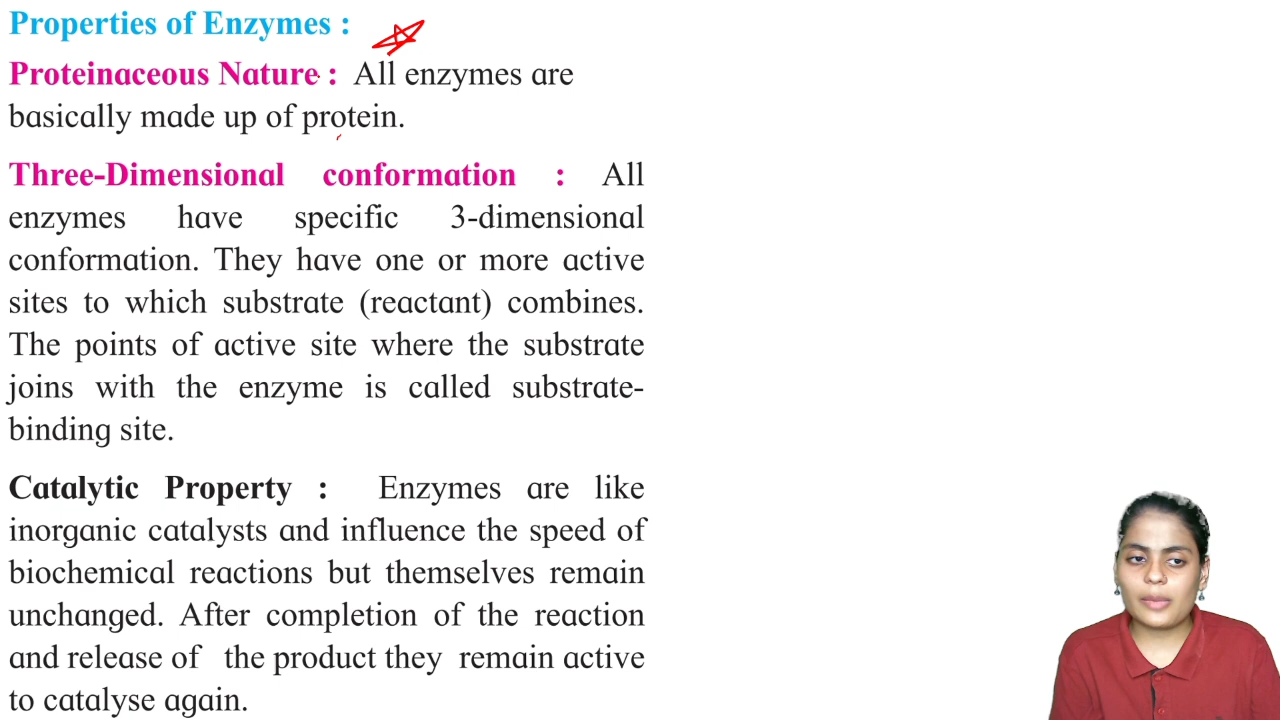 Properties of Enzymes :
Proteinaceous Nature : All enzymes are
basically made up of protein.
Three-Dimensional conformation : All
enzymes have specific 3-dimensional
conformation. They have one or more active
sites to which substrate (reactant) combines.
The points of active site where the substrate
joins with the enzyme is called substrate-
binding site.
Catalytic Property : Enzymes are like
inorganic catalysts and influence the speed of
biochemical reactions but themselves remain
unchanged. After completion of the reaction
and release of the product they remain active
to catalyse again.